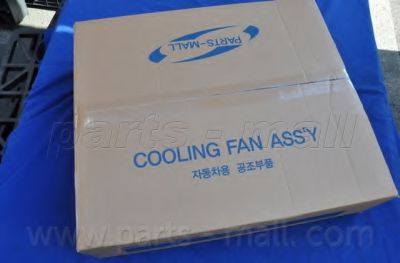 PARTS-MALL
parts - mall
COOLING FAN ASS'Y
자동차용 공조부품
www.parts-mall.com